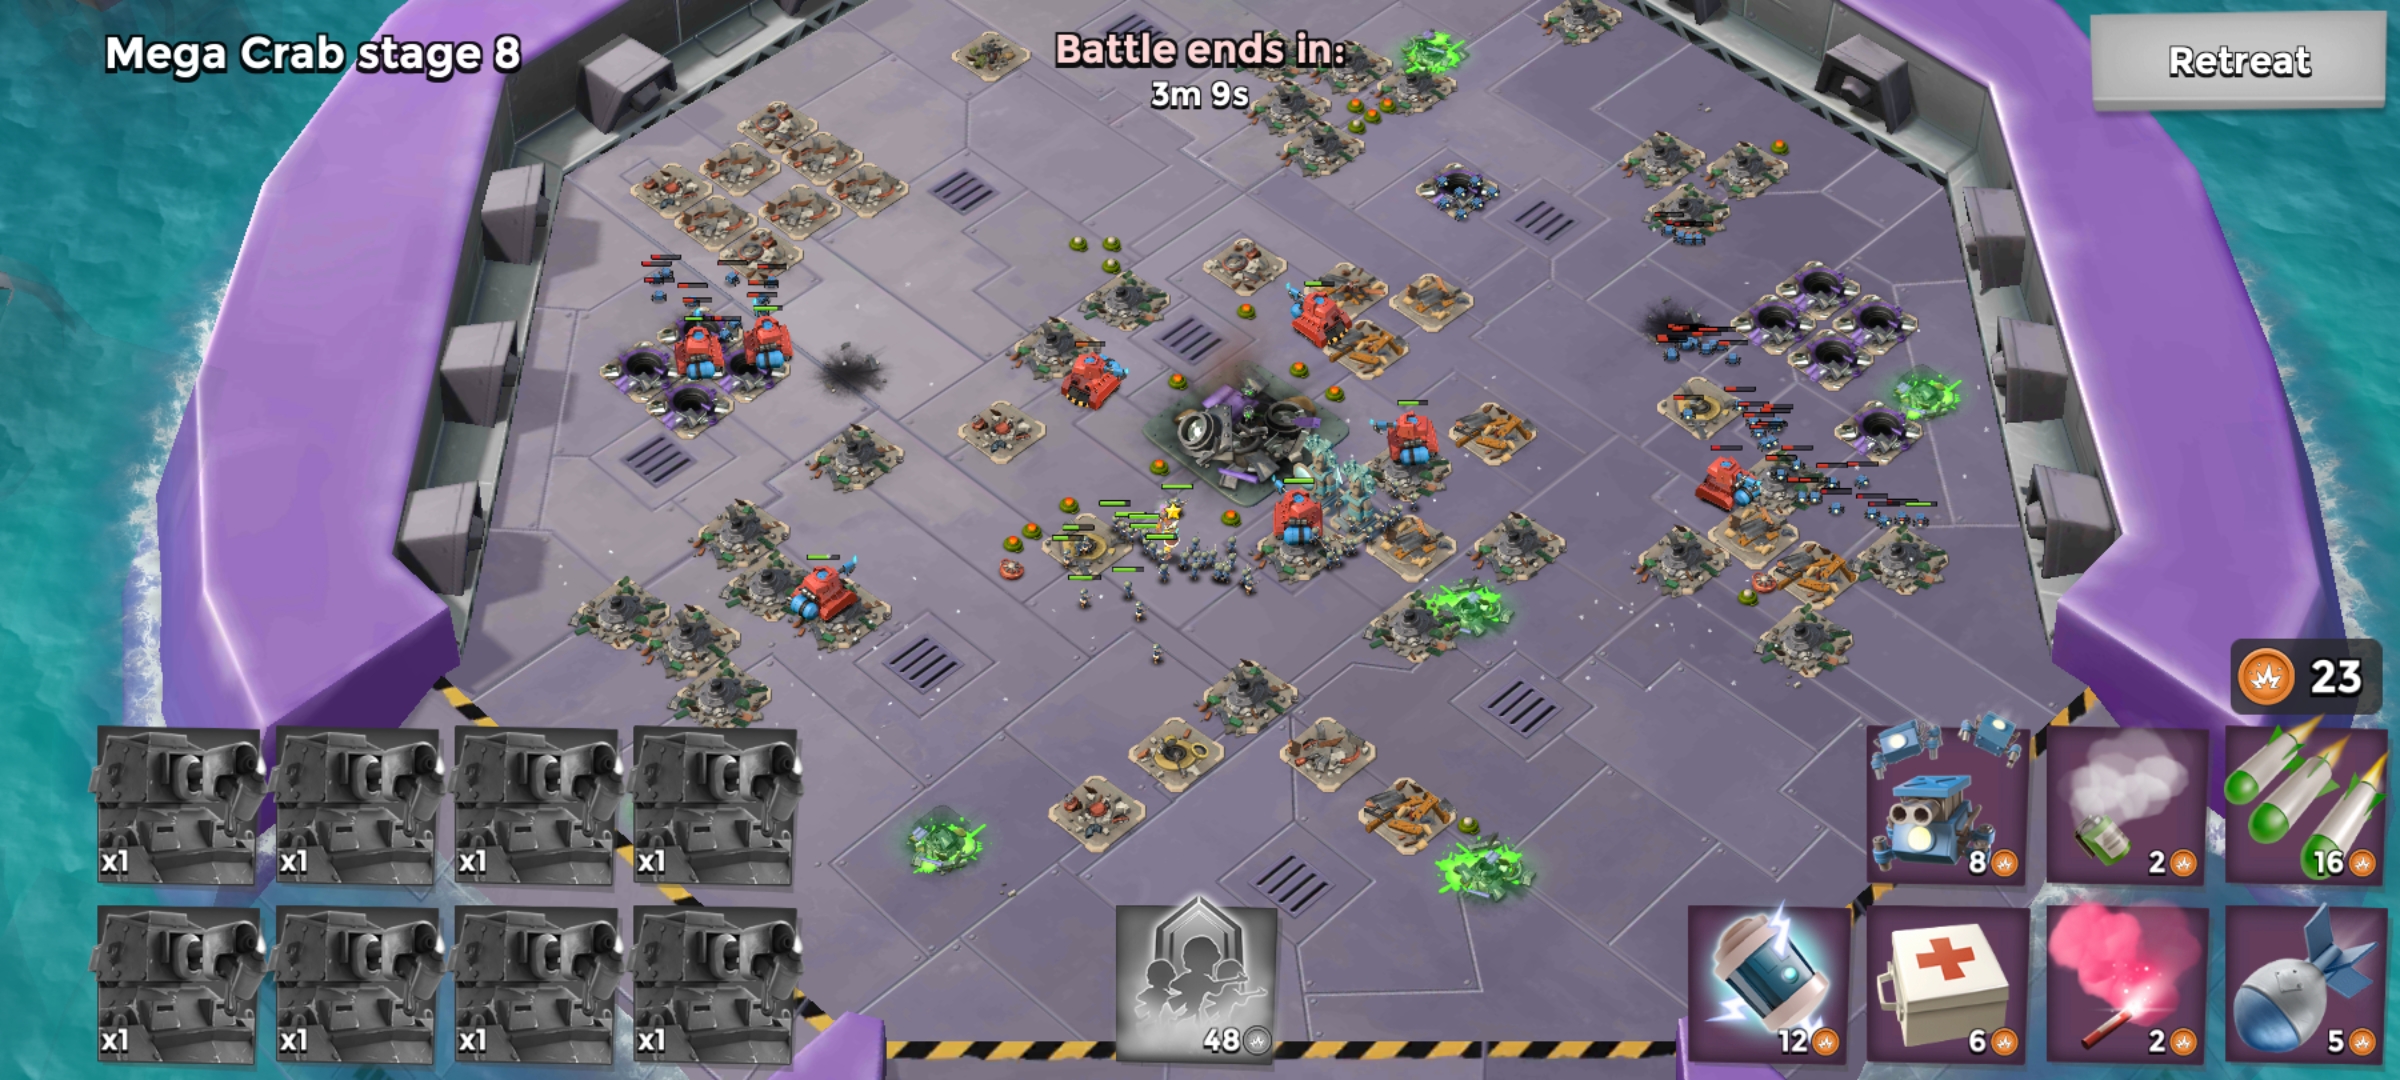 Mega Crab stage 8
Battle ends in:
3m 9s
Retreat
23
x1
x1
x1
x1
8
2
16
x1
x1
x1
x1
48
12
6
2
5